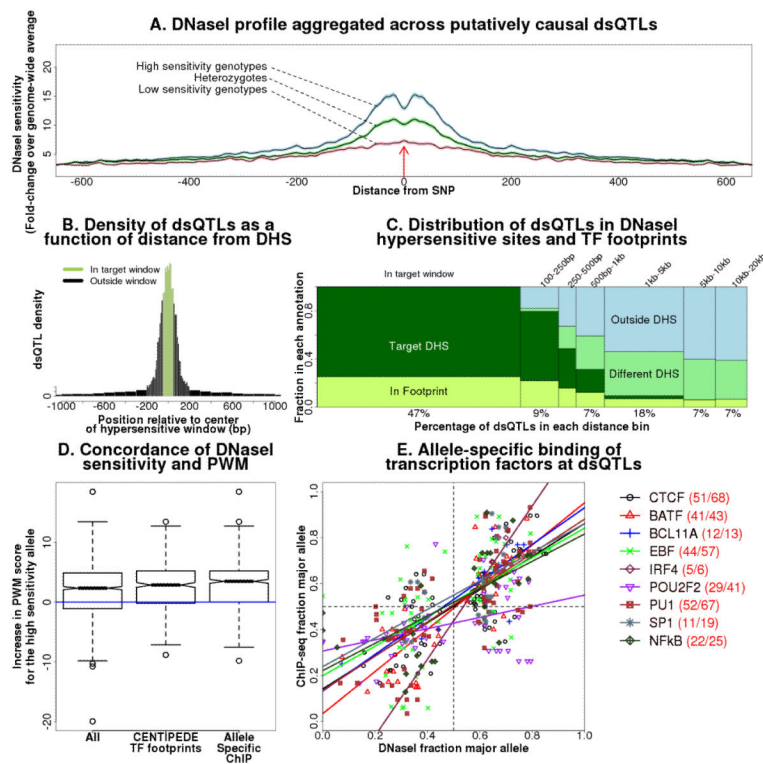 A. DNaseI profile aggregated across putatively causal dsQTLs
DNaseI sensitivity
(Fold-change over genome-wide average)
20
15
10
5
High sensitivity genotypes
Heterozygotes
Low sensitivity genotypes
-600
-400
-200
0
200
400
600
Distance from SNP
B. Density of dsQTLs as a
function of distance from DHS
In target window
Outside window
dsQTL density
0
-1000
-600
-200
200
600
1000
Position relative to center
of hypersensitive window (bp)
C. Distribution of dsQTLs in DNaseI
hypersensitive sites and TF footprints
In target window
100-250bp
250-500bp
500bp-1kb
1kb-5kb
5kb-10kb
10kb-20kb
Fraction in each annotation
0.8
0.4
0.0
Outside DHS
Target DHS
Different DHS
In Footprint
47%
9%
7%
18%
7%
7%
Percentage of dsQTLs in each distance bin
D. Concordance of DNaseI
sensitivity and PWM
Increase in PWM score
for the high sensitivity allele
10
0
-10
-20
All
CENTIPEDE
TF footprints
Allele
Specific
ChIP
E. Allele-specific binding of
transcription factors at dsQTLs
ChIP-seq fraction major allele
1.0
0.8
0.6
0.4
0.2
0.0
0.0
0.2
0.4
0.6
0.8
1.0
DNaseI fraction major allele
CTCF (51/68)
BATF (41/43)
BCL11A (12/13)
EBF (44/57)
IRF4 (5/6)
POU2F2 (29/41)
PU1 (52/67)
SP1 (11/19)
NFkB (22/25)